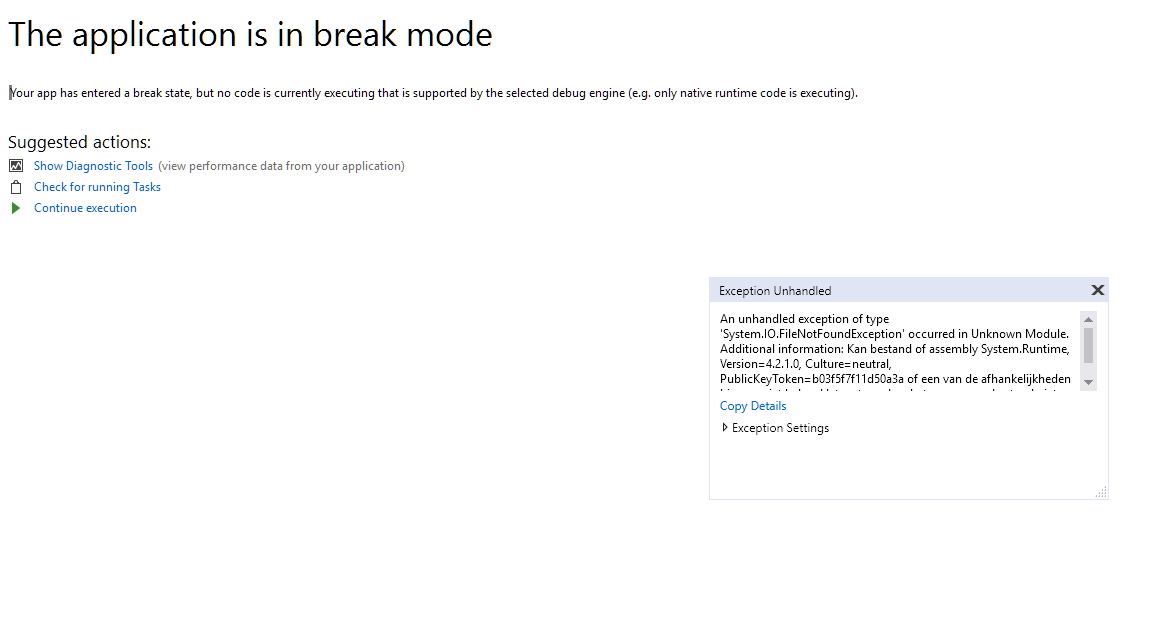 The application is in break mode
Your app has entered a break state, but no code is currently executing that is supported by the selected debug engine (e.g. only native runtime code is executing).
Suggested actions:
Show Diagnostic Tools (view performance data from your application)
Check for running Tasks
Continue execution
Exception Unhandled
An unhandled exception of type
'System.IO.FileNotFoundException' occurred in Unknown Module.
Additional information: Kan bestand of assembly System.Runtime,
Version=4.2.1.0, Culture=neutral,
PublicKeyToken=b03f5f7f11d50a3a of een van de afhankelijkheden
Copy Details
Exception Settings